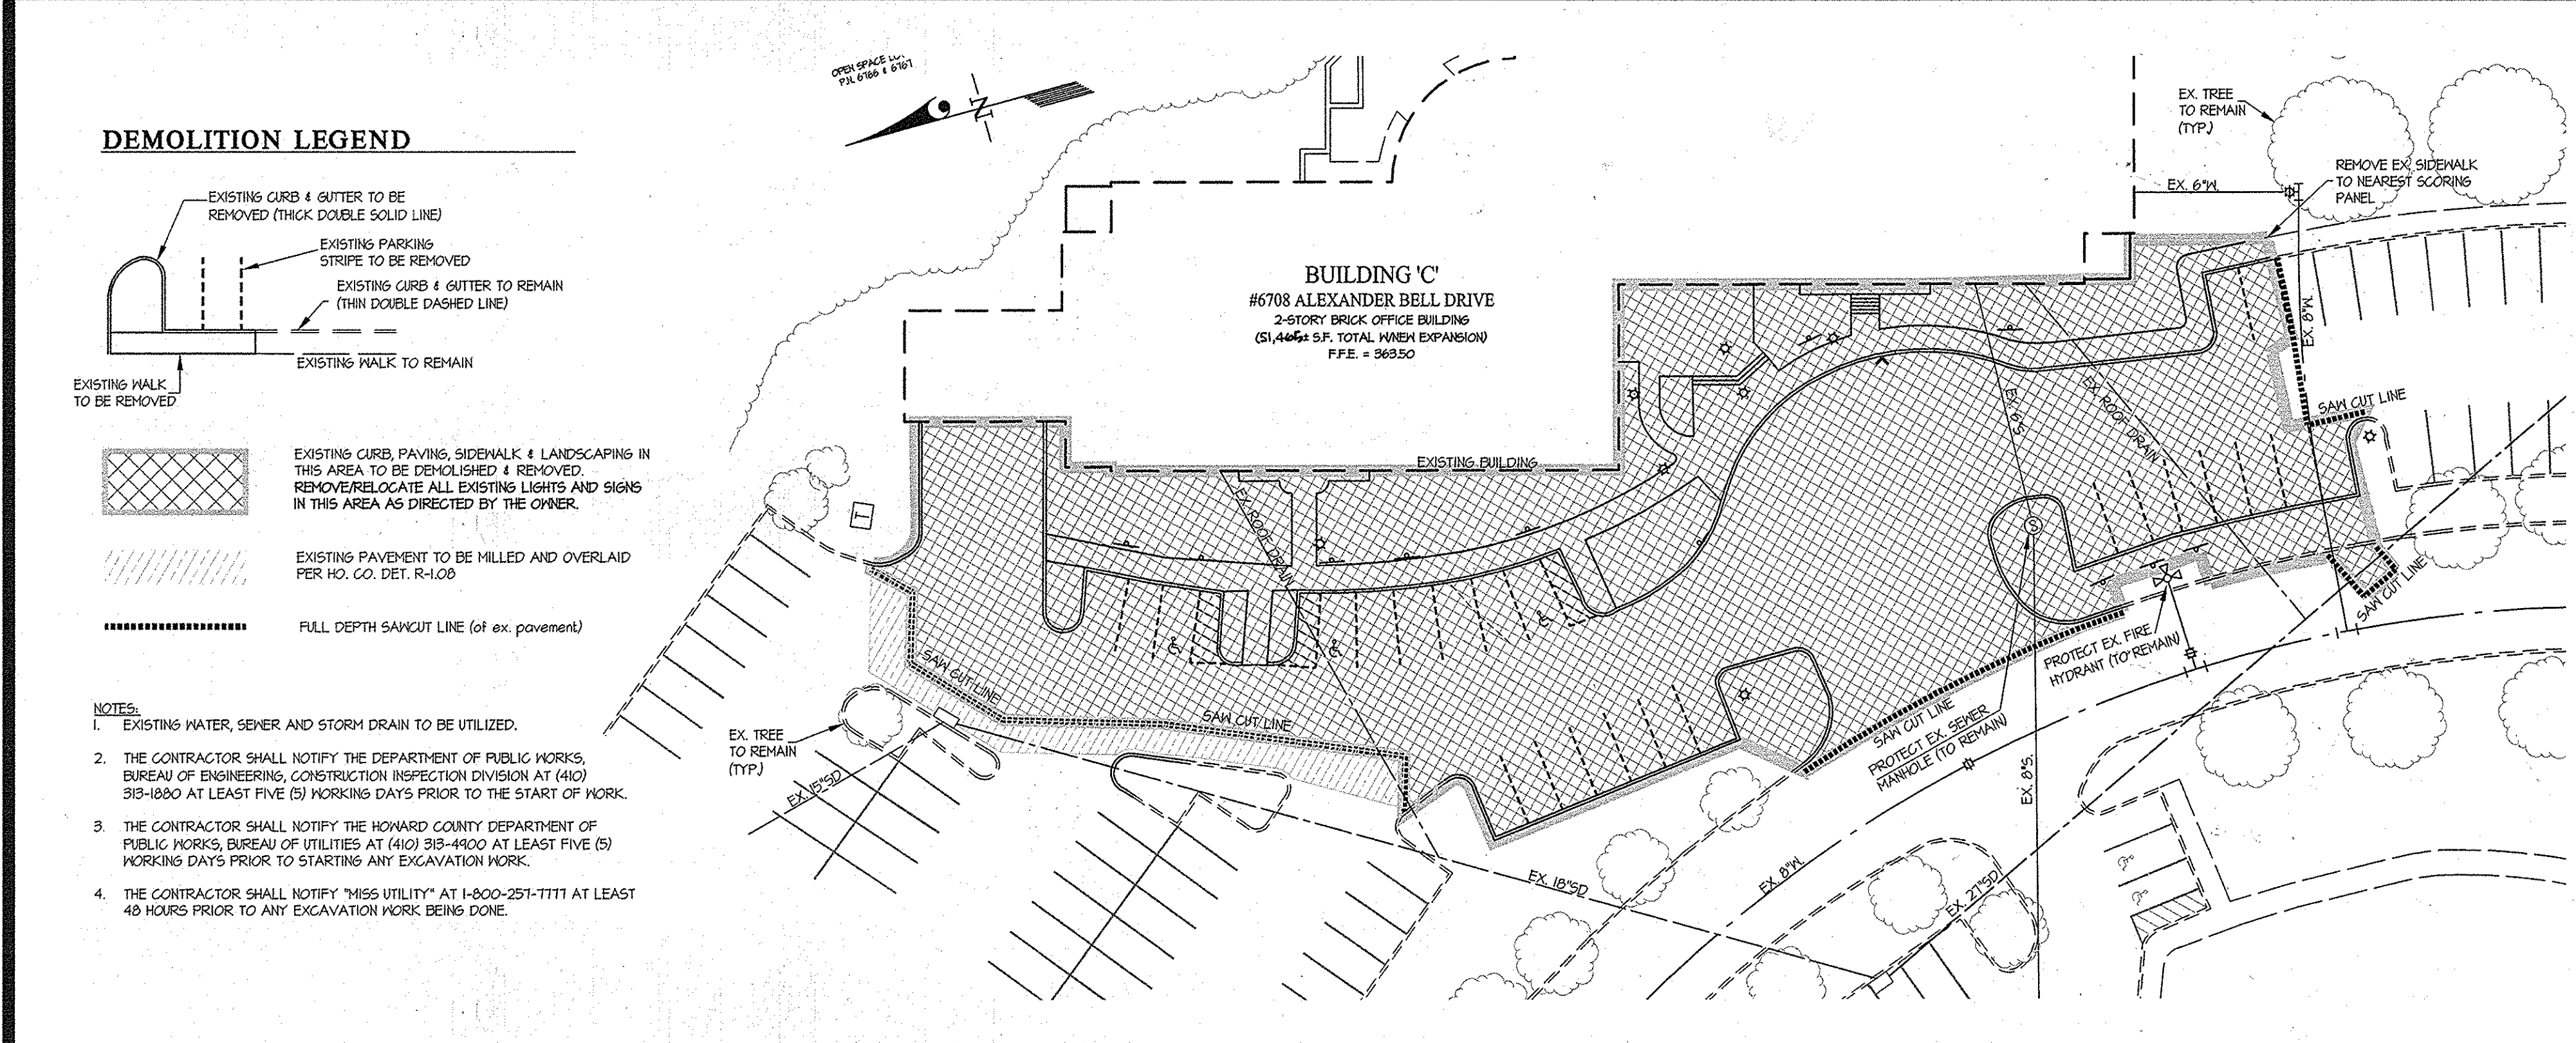 DEMOLITION LEGEND
EXISTING CURB & GUTTER TO BE
REMOVED (THICK DOUBLE SOLID LINE)
EXISTING PARKING
STRIPE TO BE REMOVED
EXISTING CURB & GUTTER TO REMAIN
(THIN DOUBLE DASHED LINE)
EXISTING WALK TO REMAIN
EXISTING WALK
TO BE REMOVED
EXISTING CURB, PAVING, SIDEWALK & LANDSCAPING IN
THIS AREA TO BE DEMOLISHED & REMOVED.
REMOVE/RELOCATE ALL EXISTING LIGHTS AND SIGNS
IN THIS AREA AS DIRECTED BY THE OWNER.
EXISTING PAVEMENT TO BE MILLED AND OVERLAID
PER HO. CO. DET. R-1.08
FULL DEPTH SAWCUT LINE (of ex. pavement)
NOTES:
1. EXISTING WATER, SEWER AND STORM DRAIN TO BE UTILIZED.
2. THE CONTRACTOR SHALL NOTIFY THE DEPARTMENT OF PUBLIC WORKS,
BUREAU OF ENGINEERING, CONSTRUCTION INSPECTION DIVISION AT (410)
313-1880 AT LEAST FIVE (5) WORKING DAYS PRIOR TO THE START OF WORK.
3. THE CONTRACTOR SHALL NOTIFY THE HOWARD COUNTY DEPARTMENT OF
PUBLIC WORKS, BUREAU OF UTILITIES AT (410) 313-4900 AT LEAST FIVE (5)
WORKING DAYS PRIOR TO STARTING ANY EXCAVATION WORK.
4. THE CONTRACTOR SHALL NOTIFY "MISS UTILITY" AT 1-800-257-7777 AT LEAST
48 HOURS PRIOR TO ANY EXCAVATION WORK BEING DONE.
OPEN SPACE
P.N. 6766 & 6767
N
BUILDING 'C'
#6708 ALEXANDER BELL DRIVE
2-STORY BRICK OFFICE BUILDING
S.F. TOTAL W/NEW EXPANSION)
F.F.E. = 363.50
EXISTING BUILDING
EX. ROOF DRAIN
T
SAW CUT LINE
SAW CUT LINE
EX. TREE
TO REMAIN
(TYP.)
EX. 15"SD
EX. 18"SD
EX. TREE
TO REMAIN
(TYP.)
EX. 6"W.
REMOVE EX. SIDEWALK
TO NEAREST SCORING
PANEL
EX. 8"W.
SAW CUT LINE
EX. 6"S
EX. ROOF DRAIN
S
SAW CUT LINE
PROTECT EX. FIRE
HYDRANT (TO REMAIN)
SAW CUT LINE
PROTECT EX. SEWER
MANHOLE (TO REMAIN)
EX. 8"S.
EX. 8"W.
EX. 27"SD